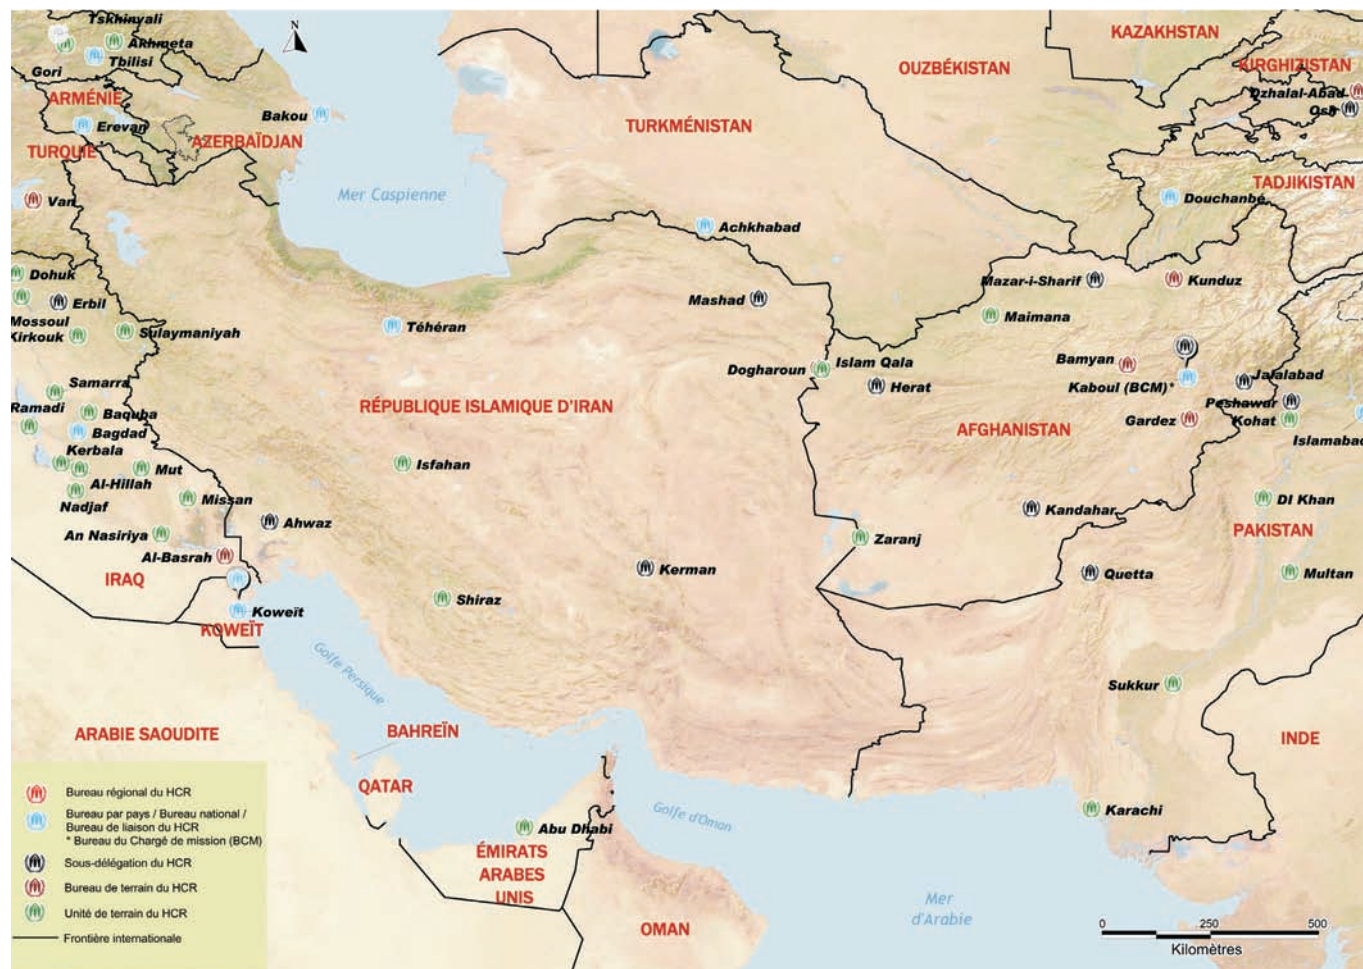 Tskhinyali
N
Akhmeta
Tbilisi
Gori
KAZAKHSTAN
OUZBÉKISTAN
KIRGHIZISTAN
Dzhalal-Abad
Osh
ARMÉNIE
Erevan
Bakou
AZERBAÏDJAN
TURQUIE
TURKMÉNISTAN
TADJIKISTAN
Mer Caspienne
Van
Douchanbé
Achkhabad
Dohuk
Erbil
Mashad
Mazar-i-Sharif
Kunduz
Mossoul
Kirkouk
Sulaymaniyah
Téhéran
Maimana
Dogharoun
Islam Qala
Bamyan
Herat
Kaboul (BCM)*
Jalalabad
Samarra
Ramadi
Baquba
RÉPUBLIQUE ISLAMIQUE D'IRAN
Peshawar
Bagdad
AFGHANISTAN
Gardez
Kohat
Islamabad
Kerbala
Mut
Isfahan
Al-Hillah
Nadjaf
Missan
DI Khan
An Nasiriya
Ahwaz
Kandahar
Zaranj
PAKISTAN
Al-Basrah
IRAQ
Kerman
Quetta
Multan
Koweït
KOWEÏT
Shiraz
Golfe Persique
Sukkur
ARABIE SAOUDITE
BAHREÏN
INDE
QATAR
Golfe d'Oman
Karachi
Abu Dhabi
ÉMIRATS
ARABES
UNIS
OMAN
Mer
d'Arabie
Bureau régional du HCR
Bureau par pays / Bureau national /
Bureau de liaison du HCR
* Bureau du Chargé de mission (BCM)
Sous-délégation du HCR
Bureau de terrain du HCR
Unité de terrain du HCR
Frontière internationale
0 250 500
Kilomètres